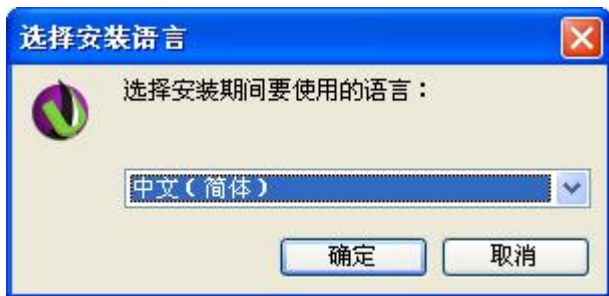 选择安装语言
选择安装期间要使用的语言：
中文（简体）
确定
取消